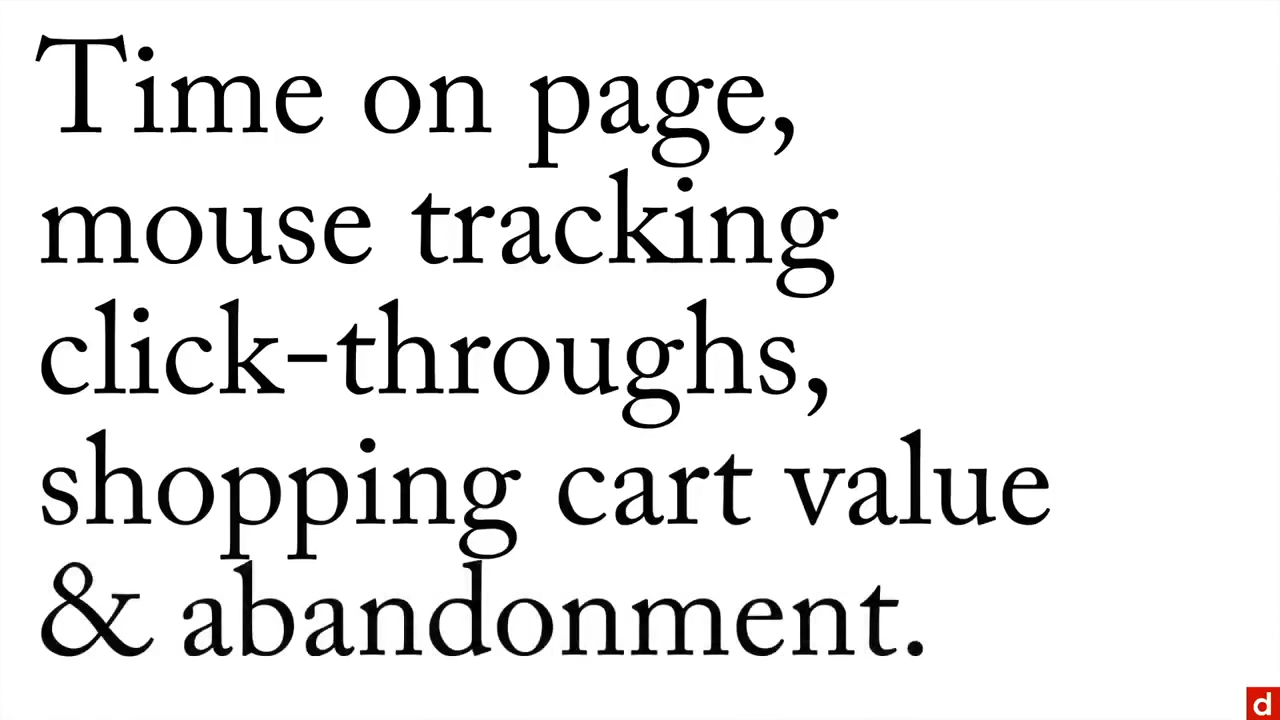 Time on page,
mouse tracking
click-throughs,
shopping cart value
& abandonment.
d